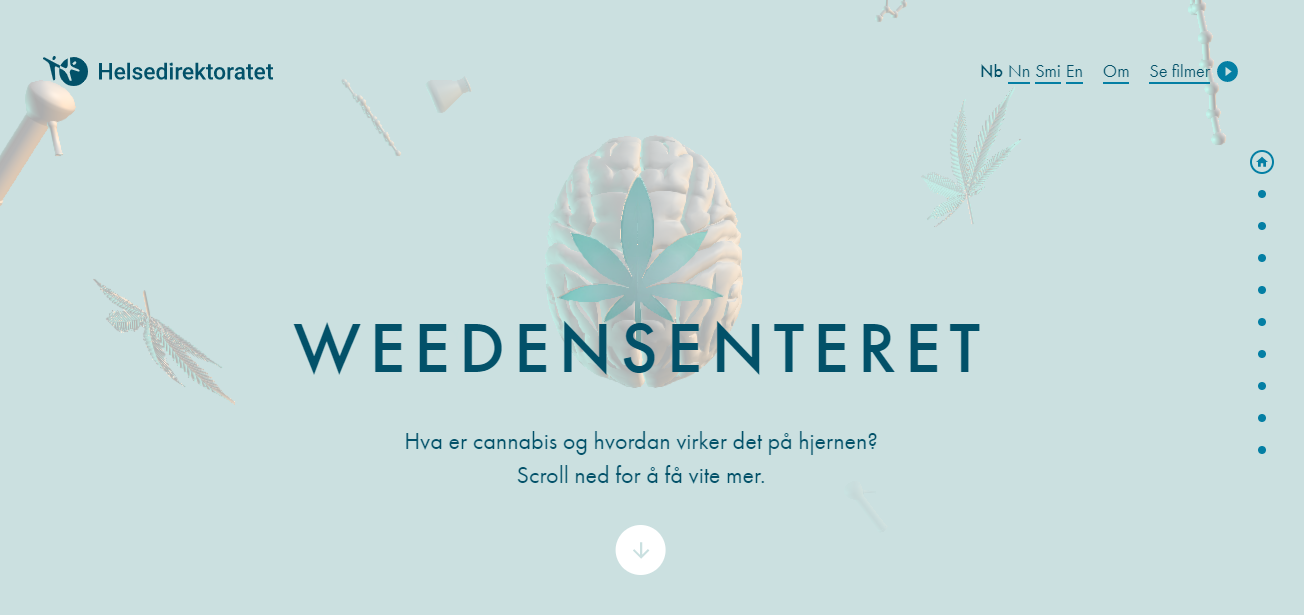 Helsedirektoratet
Nb Nn Smi En Om Se filmer
WEEDENSENTERET
Hva er cannabis og hvordan virker det på hjernen?
Scroll ned for å få vite mer.